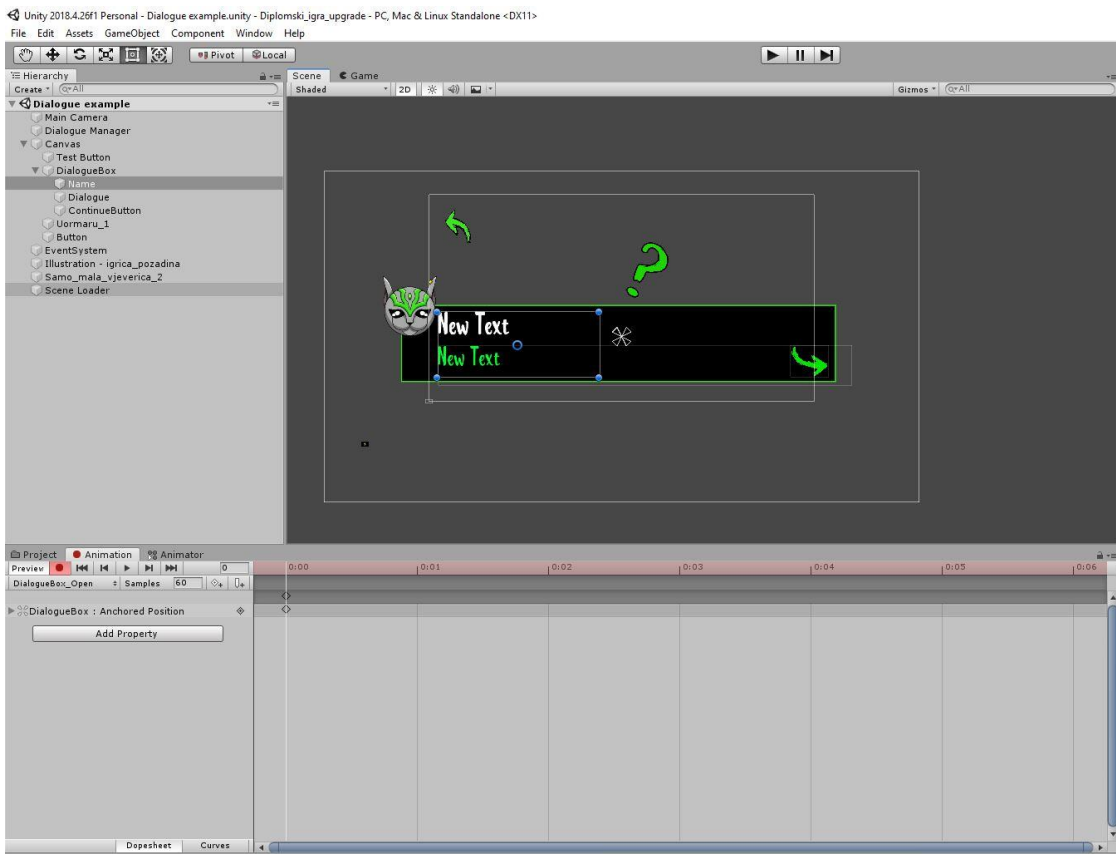 Unity 2018.4.26f1 Personal - Dialogue example.unity - Diplomski_igra_upgrade - PC, Mac & Linux Standalone <DX11>
File Edit Assets GameObject Component Window Help
Pivot Local
Hierarchy
Create All
Dialogue example
Main Camera
Dialogue Manager
Canvas
Test Button
DialogueBox
Name
Dialogue
ContinueButton
Uormaru_1
Button
EventSystem
Illustration - igrica_pozadina
Samo_mala_vjeverica_2
Scene Loader
Scene Game
Shaded 2D Gizmos All
New Text
New Text
Project Animation Animator
Preview 0 0:00 0:01 0:02 0:03 0:04 0:05 0:06
DialogueBox_Open Samples 60
DialogueBox : Anchored Position
Add Property
Dopesheet Curves